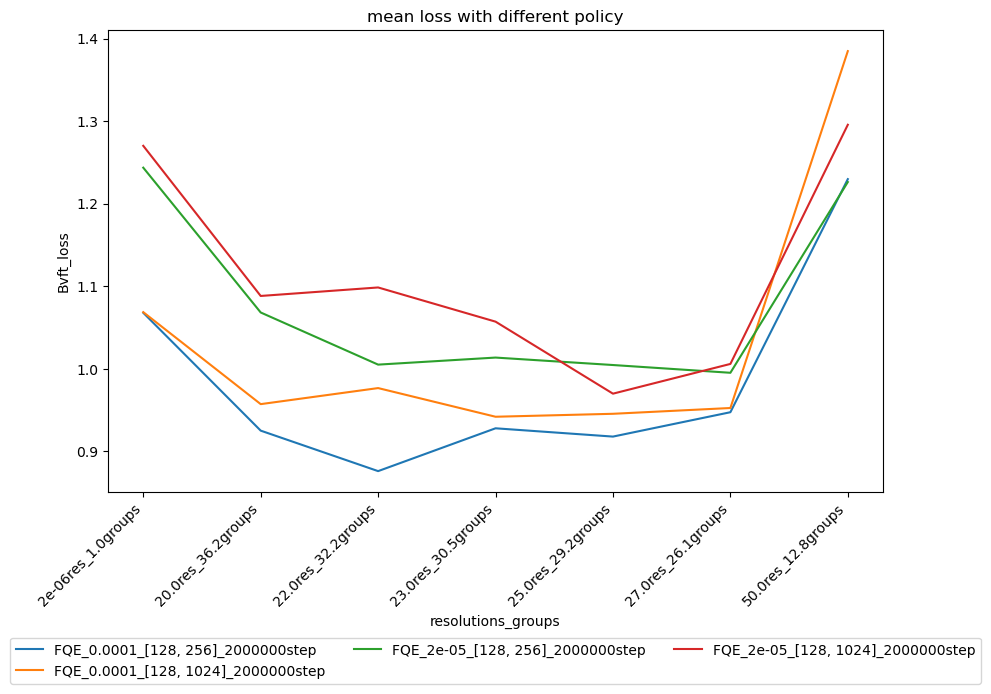 mean loss with different policy
1.4
1.3
1.2
1.1
1.0
0.9
Bvft_loss
2e-06res_1.0groups
20.0res_36.2groups
22.0res_32.2groups
23.0res_30.5groups
25.0res_29.2groups
27.0res_26.1groups
50.0res_12.8groups
resolutions_groups
FQE_0.0001_[128, 256]_2000000step
FQE_0.0001_[128, 1024]_2000000step
FQE_2e-05_[128, 256]_2000000step
FQE_2e-05_[128, 1024]_2000000step